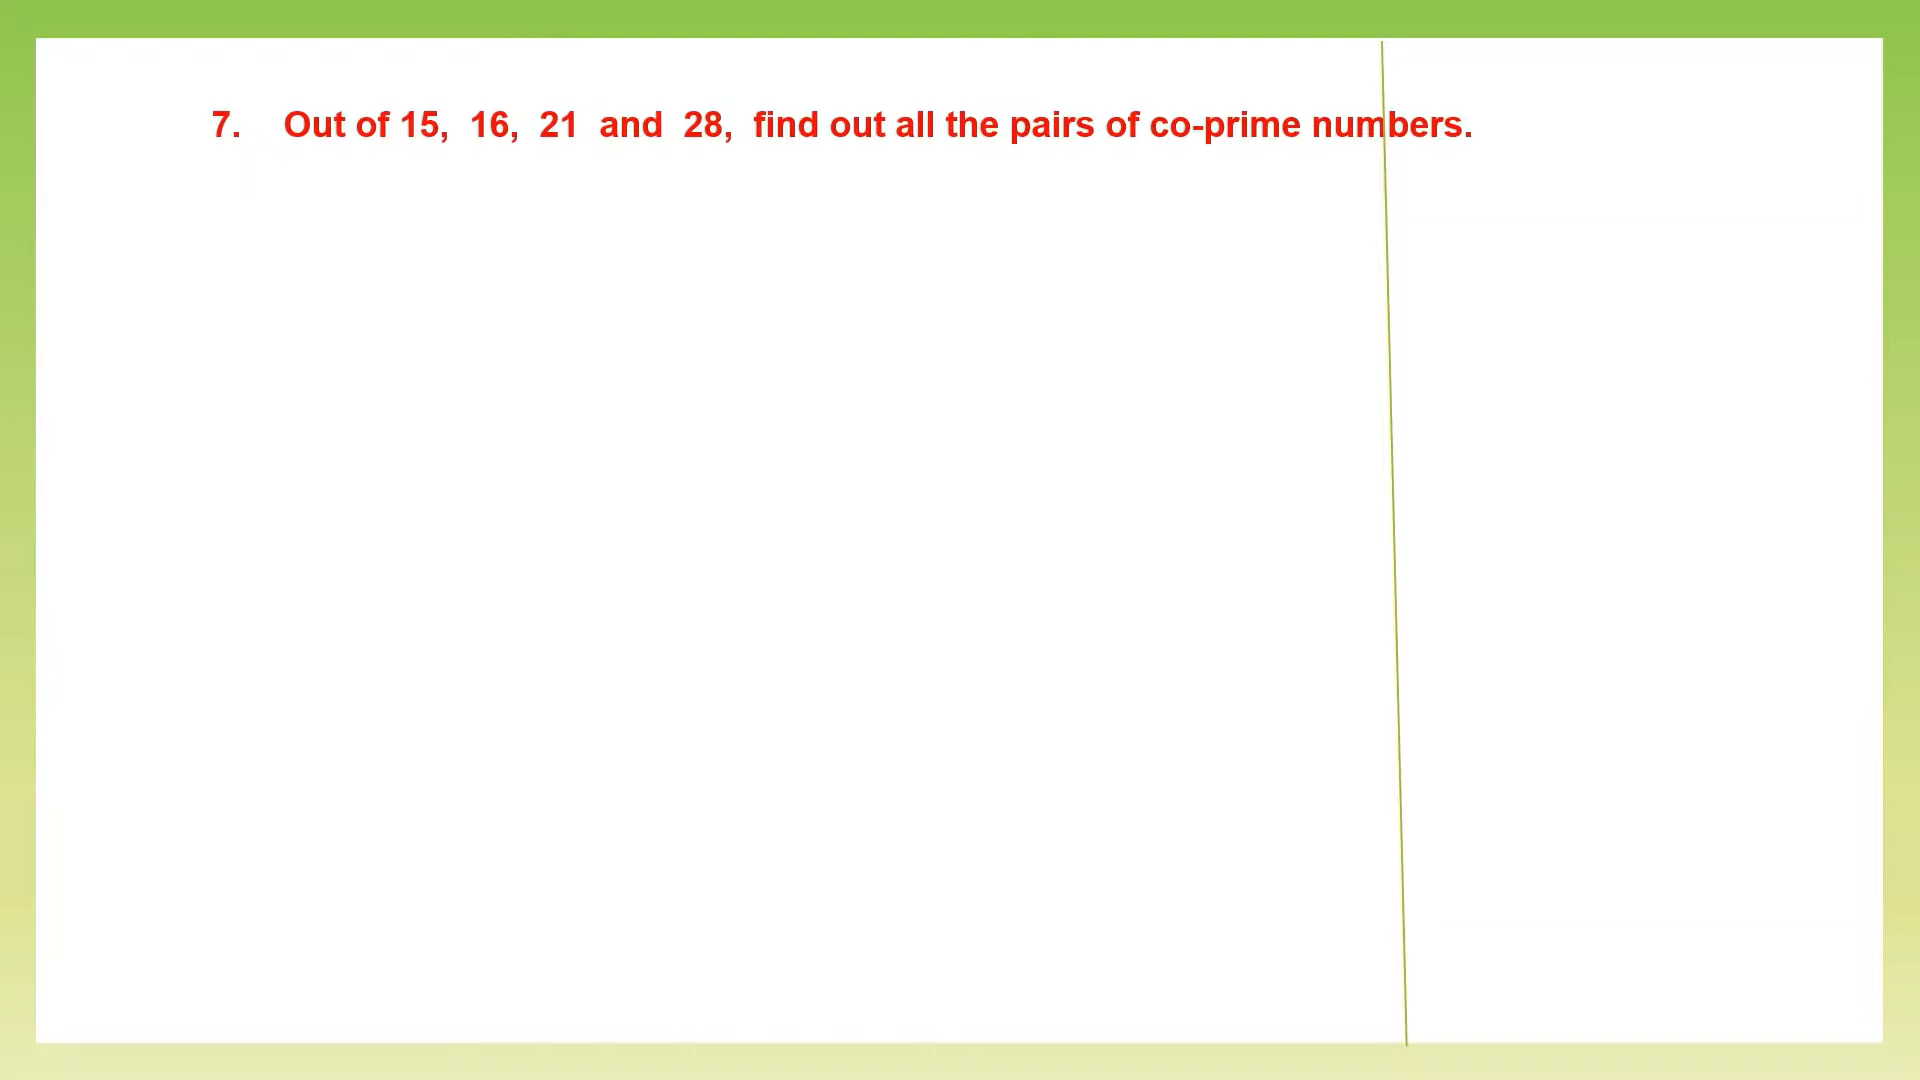 7. Out of 15, 16, 21 and 28, find out all the pairs of co-prime numbers.